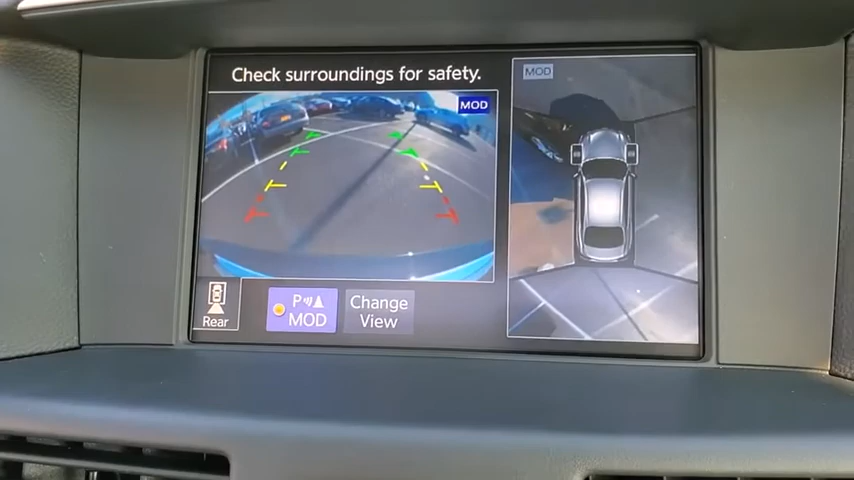 Check surroundings for safety.
MOD
MOD
Rear
P
MOD
Change
View